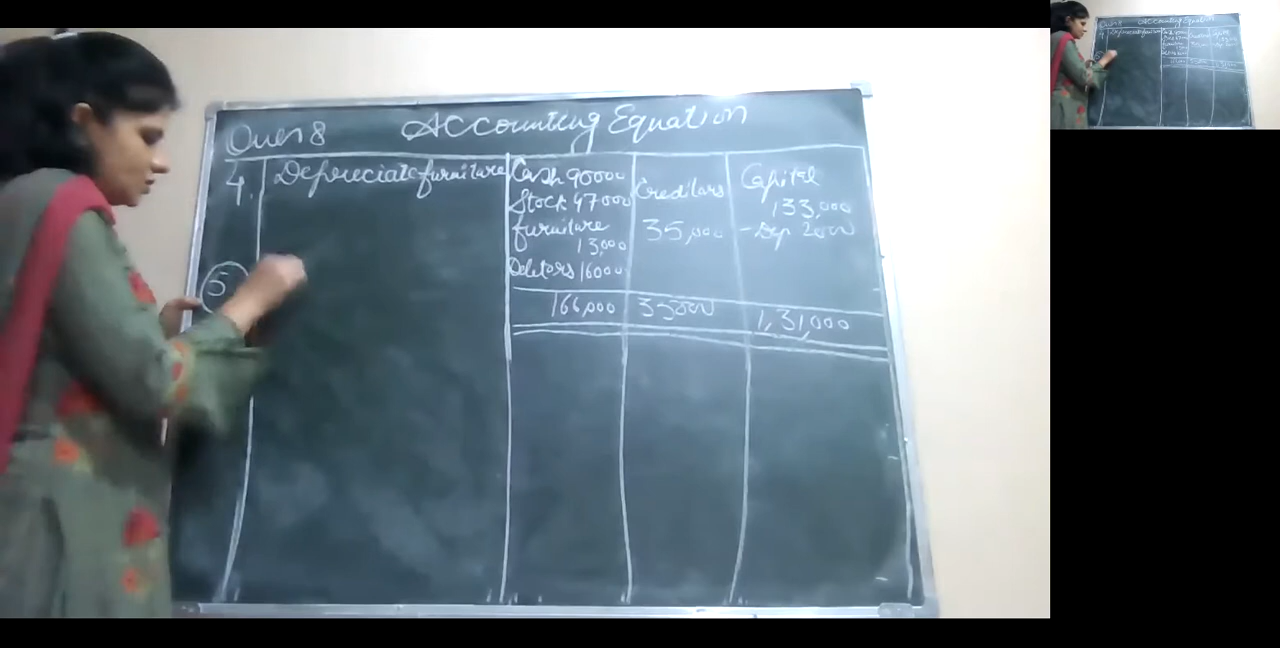 Ques 8 Accounting Equation
4. Depreciate furniture
Cash 90000
Stock 47000
furniture
13,000
Debtors 16000
166,000
Creditors
35,000
35000
Capital
133,000
- Dep 2000
1,31,000
5